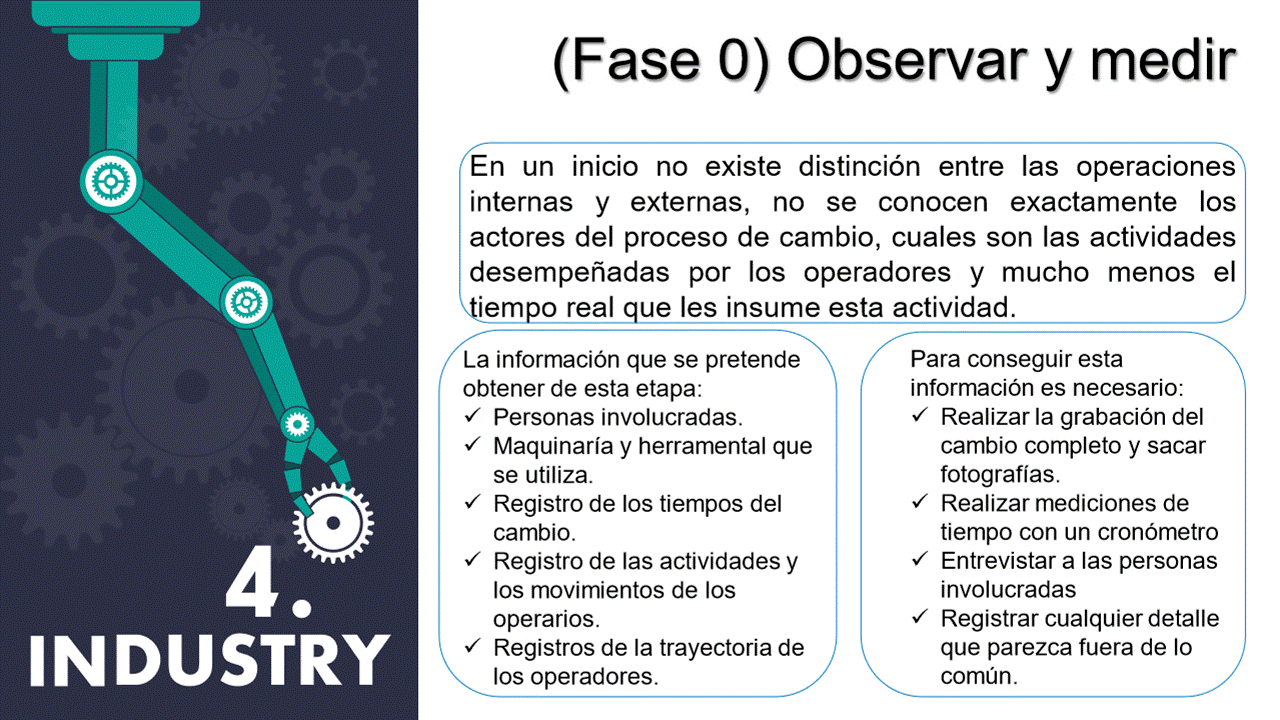 (Fase 0) Observar y medir
En un inicio no existe distinción entre las operaciones
internas y externas, no se conocen exactamente los
actores del proceso de cambio, cuales son las actividades
desempeñadas por los operadores y mucho menos el
tiempo real que les insume esta actividad.
La información que se pretende
obtener de esta etapa:
✓ Personas involucradas.
✓ Maquinaría y herramental que
se utiliza.
✓ Registro de los tiempos del
cambio.
✓ Registro de las actividades y
los movimientos de los
operarios.
✓ Registros de la trayectoria de
los operadores.
Para conseguir esta
información es necesario:
✓ Realizar la grabación del
cambio completo y sacar
fotografías.
✓ Realizar mediciones de
tiempo con un cronómetro
✓ Entrevistar a las personas
involucradas
✓ Registrar cualquier detalle
que parezca fuera de lo
común.
4.
INDUSTRY